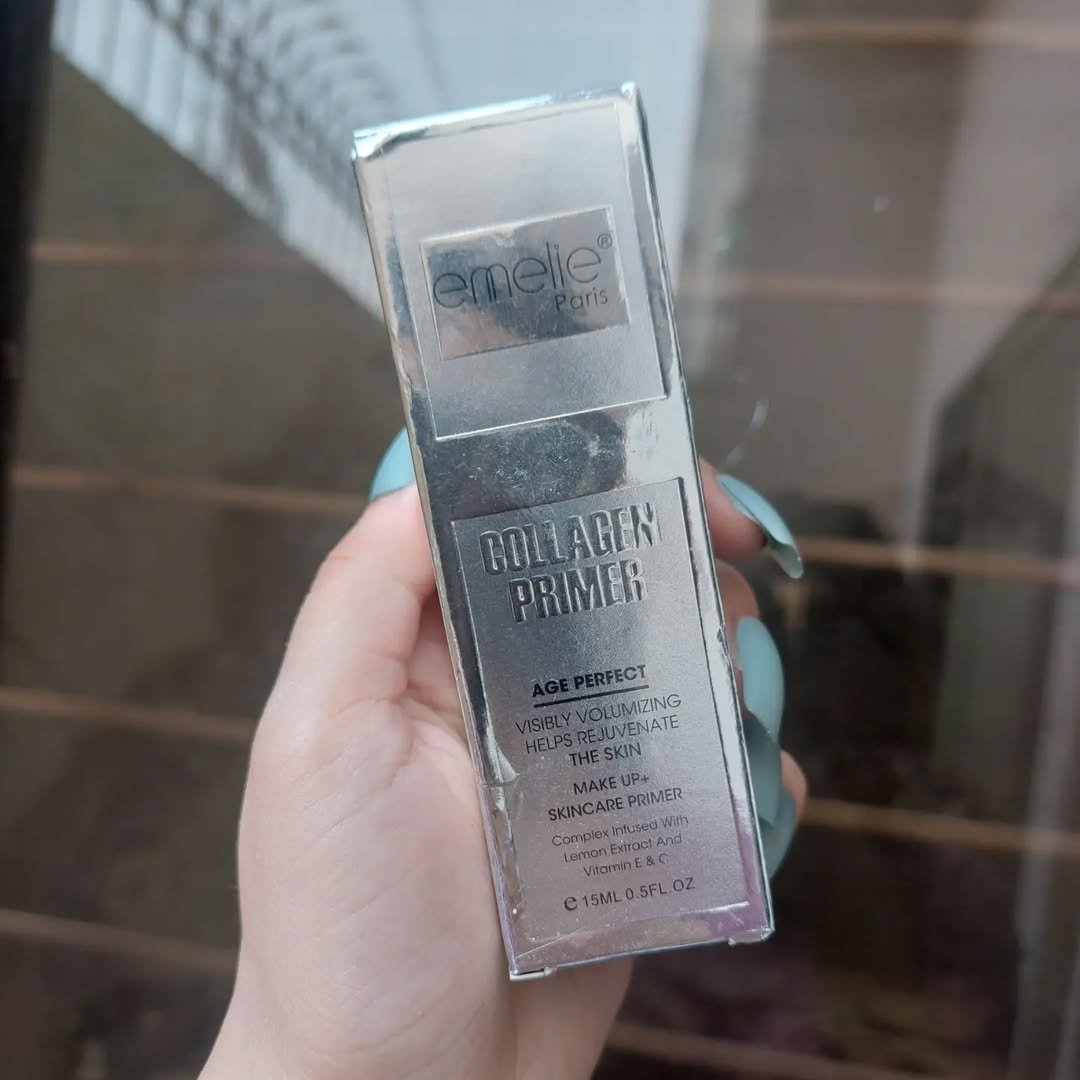 emelie®
Paris
COLLAGEN
PRIMER
AGE PERFECT
VISIBLY VOLUMIZING
HELPS REJUVENATE
THE SKIN
MAKE UP+
SKINCARE PRIMER
Complex Infused With
Lemon Extract And
Vitamin E & C
e 15ML 0.5FL.OZ